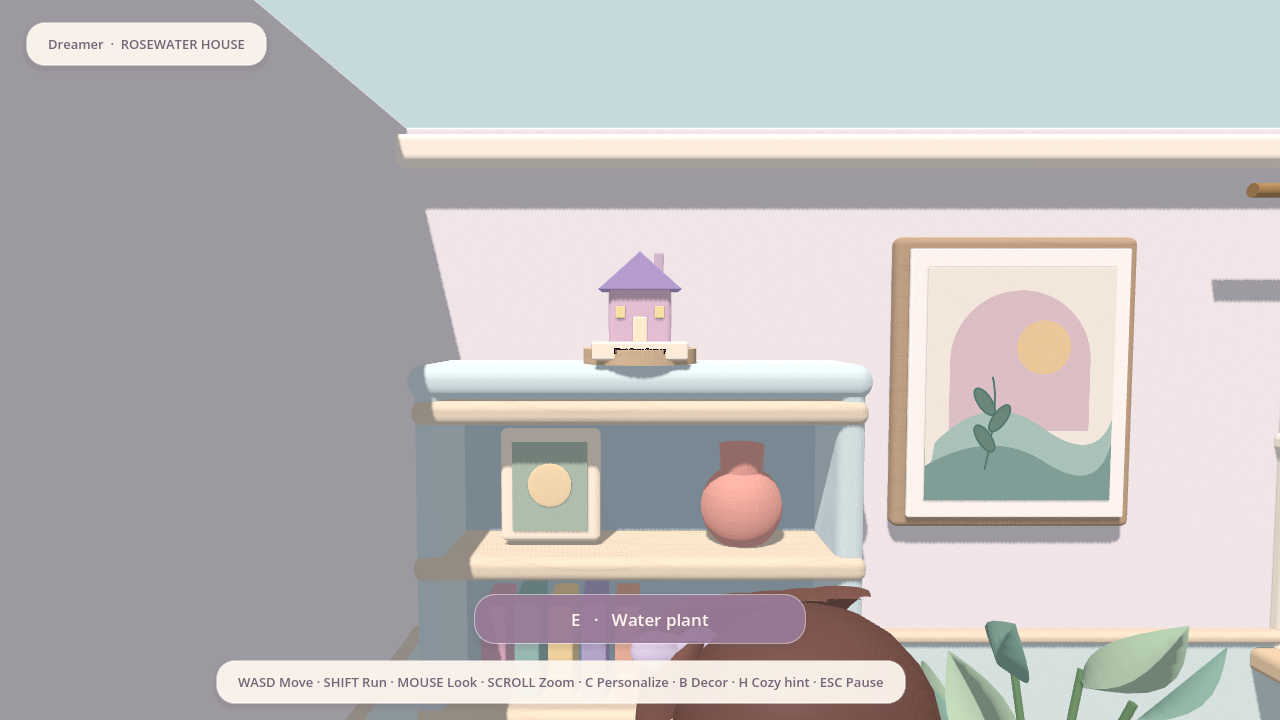 Dreamer · ROSEWATER HOUSE
E · Water plant
WASD Move · SHIFT Run · MOUSE Look · SCROLL Zoom · C Personalize · B Decor · H Cozy hint · ESC Pause